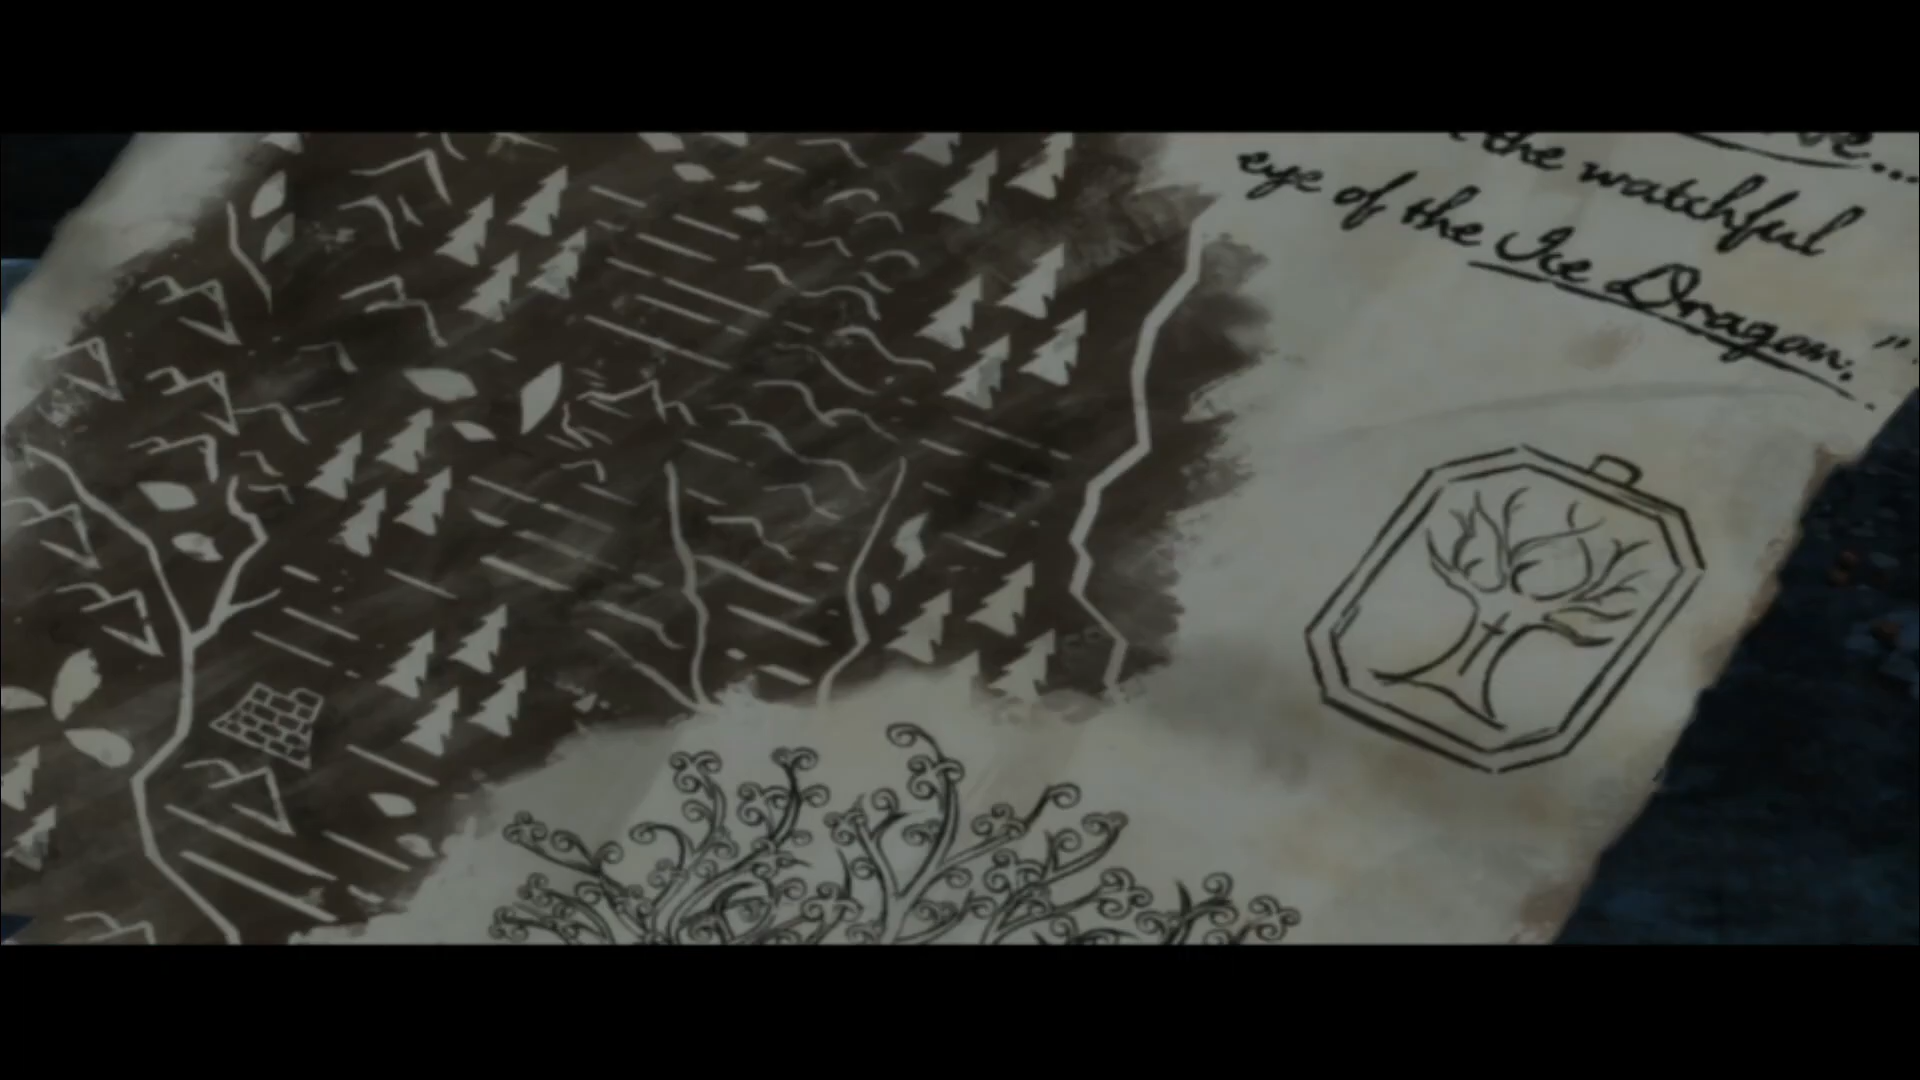 the watchful
eye of the Ice Dragon."